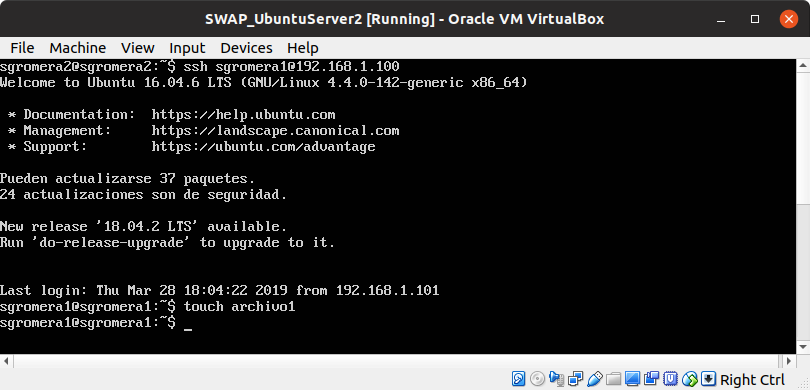 SWAP_UbuntuServer2 [Running] - Oracle VM VirtualBox
File Machine View Input Devices Help
sgromera2@sgromera2:~$ ssh sgromera1@192.168.1.100
Welcome to Ubuntu 16.04.6 LTS (GNU/Linux 4.4.0-142-generic x86_64)
* Documentation: https://help.ubuntu.com
* Management: https://landscape.canonical.com
* Support: https://ubuntu.com/advantage
Pueden actualizarse 37 paquetes.
24 actualizaciones son de seguridad.
New release '18.04.2 LTS' available.
Run 'do-release-upgrade' to upgrade to it.
Last login: Thu Mar 28 18:04:22 2019 from 192.168.1.101
sgromera1@sgromera1:~$ touch archivo1
sgromera1@sgromera1:~$ _
Right Ctrl